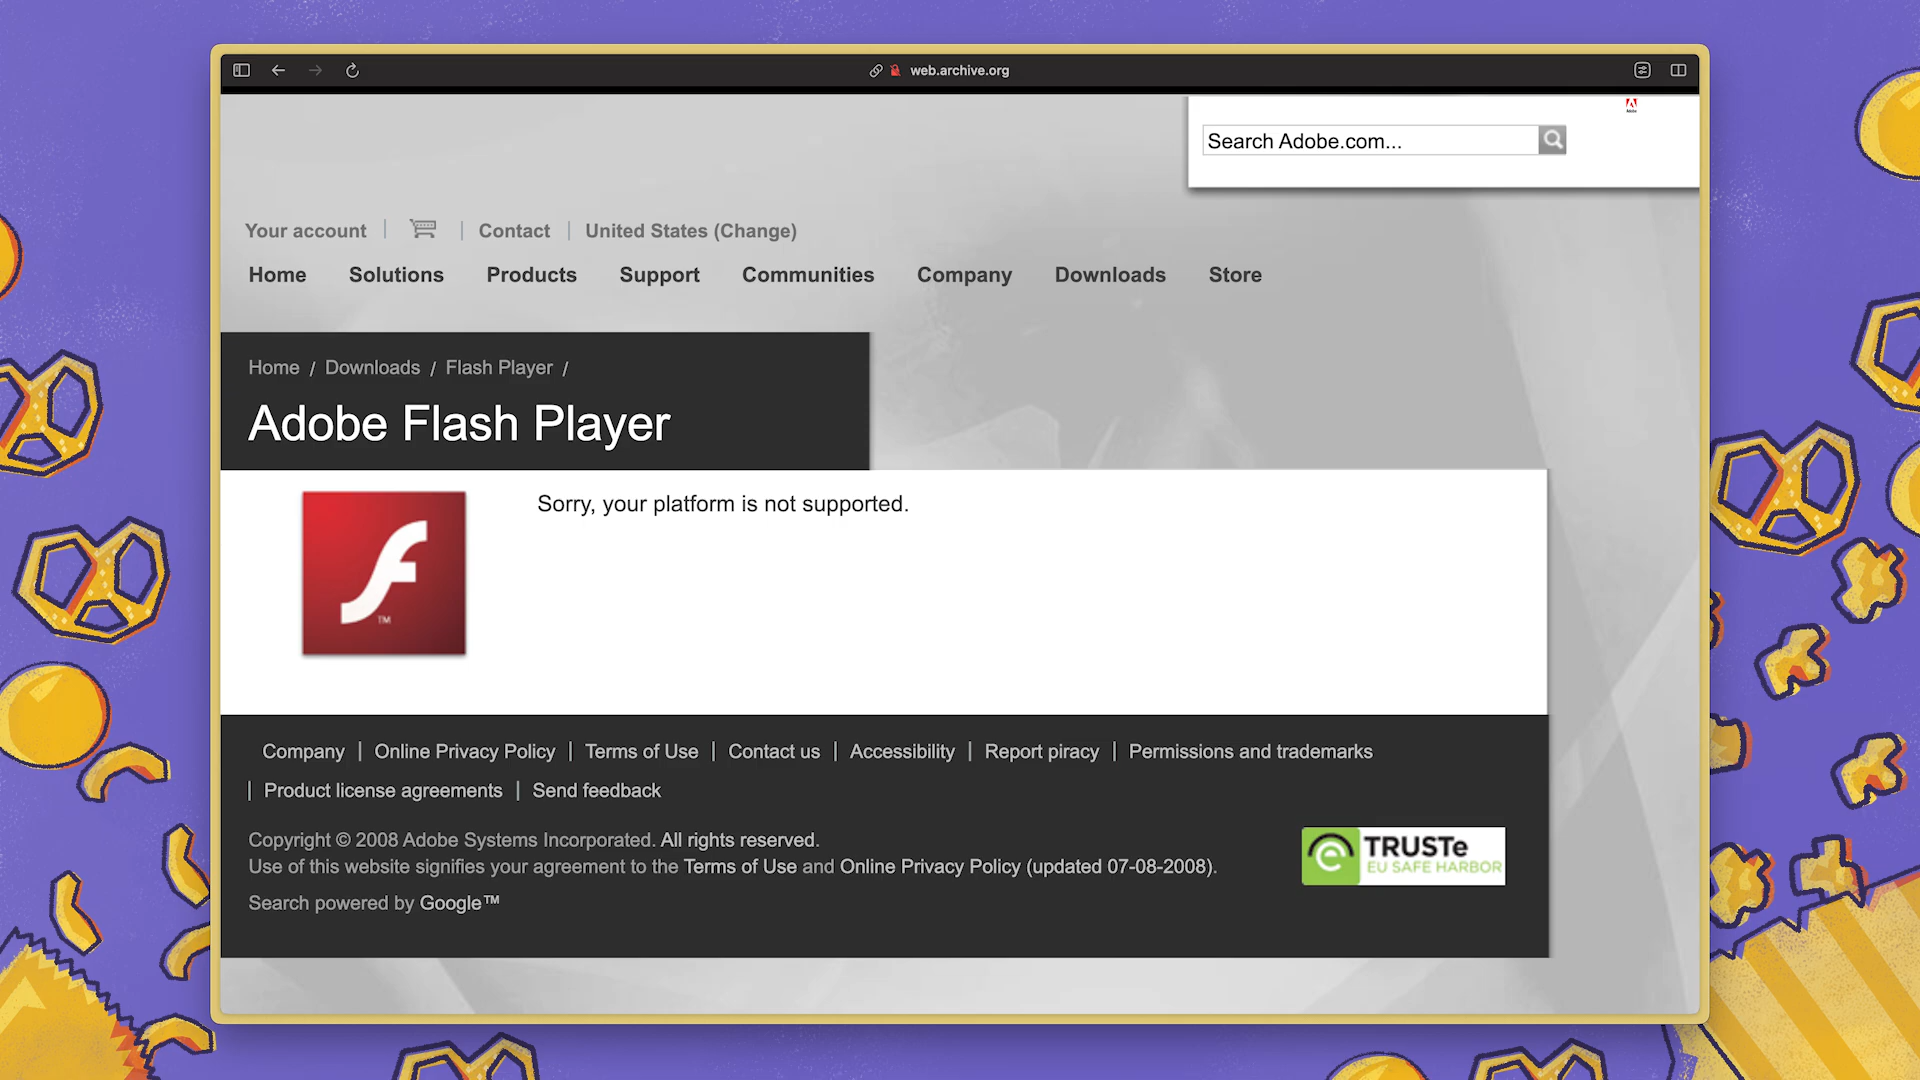 web.archive.org
Adobe
Search Adobe.com...
Your account | | Contact | United States (Change)
Home Solutions Products Support Communities Company Downloads Store
Home / Downloads / Flash Player /
Adobe Flash Player
Sorry, your platform is not supported.
TM
Company | Online Privacy Policy | Terms of Use | Contact us | Accessibility | Report piracy | Permissions and trademarks
| Product license agreements | Send feedback
Copyright © 2008 Adobe Systems Incorporated. All rights reserved.
Use of this website signifies your agreement to the Terms of Use and Online Privacy Policy (updated 07-08-2008).
Search powered by Google™
TRUSTe
EU SAFE HARBOR